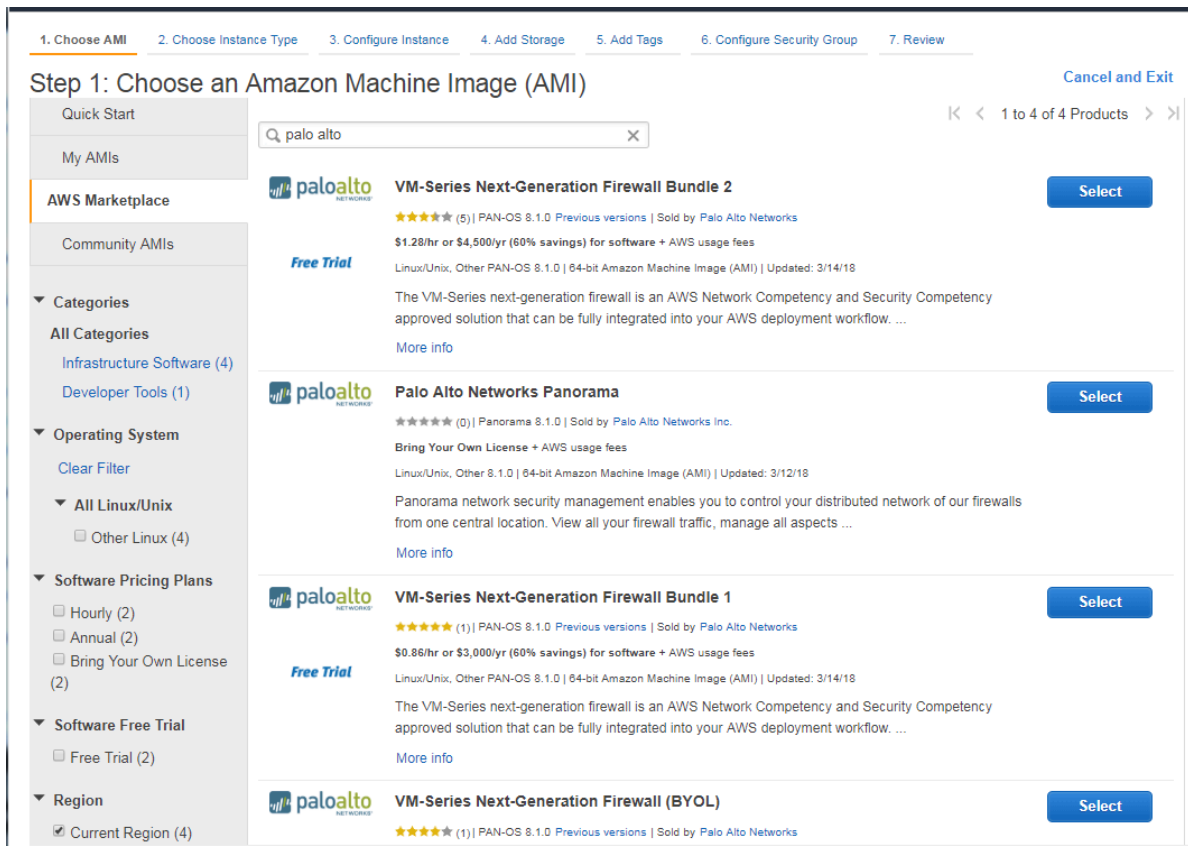 1. Choose AMI 2. Choose Instance Type 3. Configure Instance 4. Add Storage 5. Add Tags 6. Configure Security Group 7. Review
Step 1: Choose an Amazon Machine Image (AMI)
Cancel and Exit
Quick Start
My AMIs
AWS Marketplace
Community AMIs
Categories
All Categories
Infrastructure Software (4)
Developer Tools (1)
Operating System
Clear Filter
All Linux/Unix
Other Linux (4)
Software Pricing Plans
Hourly (2)
Annual (2)
Bring Your Own License
(2)
Software Free Trial
Free Trial (2)
Region
Current Region (4)
palo alto
1 to 4 of 4 Products
paloalto
NETWORKS
VM-Series Next-Generation Firewall Bundle 2
Select
(5) | PAN-OS 8.1.0 Previous versions | Sold by Palo Alto Networks
$1.28/hr or $4,500/yr (60% savings) for software + AWS usage fees
Free Trial
Linux/Unix, Other PAN-OS 8.1.0 | 64-bit Amazon Machine Image (AMI) | Updated: 3/14/18
The VM-Series next-generation firewall is an AWS Network Competency and Security Competency
approved solution that can be fully integrated into your AWS deployment workflow. ...
More info
paloalto
NETWORKS
Palo Alto Networks Panorama
Select
(0) | Panorama 8.1.0 | Sold by Palo Alto Networks Inc.
Bring Your Own License + AWS usage fees
Linux/Unix, Other 8.1.0 | 64-bit Amazon Machine Image (AMI) | Updated: 3/12/18
Panorama network security management enables you to control your distributed network of our firewalls
from one central location. View all your firewall traffic, manage all aspects ...
More info
paloalto
NETWORKS
VM-Series Next-Generation Firewall Bundle 1
Select
(1) | PAN-OS 8.1.0 Previous versions | Sold by Palo Alto Networks
$0.86/hr or $3,000/yr (60% savings) for software + AWS usage fees
Free Trial
Linux/Unix, Other PAN-OS 8.1.0 | 64-bit Amazon Machine Image (AMI) | Updated: 3/14/18
The VM-Series next-generation firewall is an AWS Network Competency and Security Competency
approved solution that can be fully integrated into your AWS deployment workflow. ...
More info
paloalto
NETWORKS
VM-Series Next-Generation Firewall (BYOL)
Select
(1) | PAN-OS 8.1.0 Previous versions | Sold by Palo Alto Networks